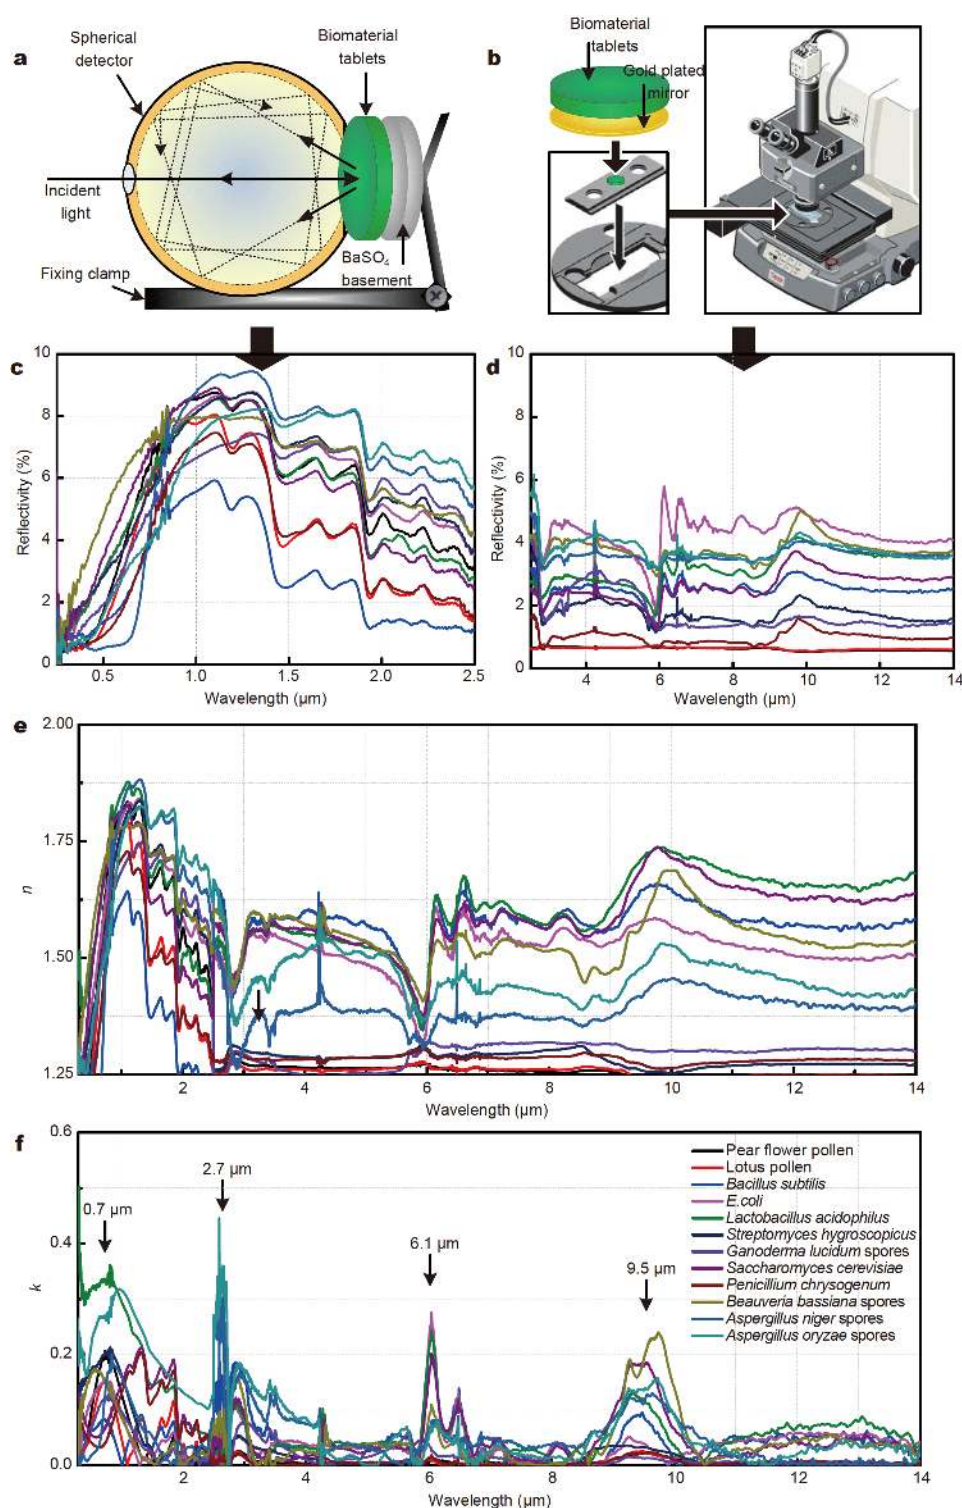 a
Spherical
detector
Biomaterial
tablets
Incident
light
Fixing clamp
BaSO₄
basement
b
Biomaterial
tablets
Gold plated
mirror
c
Reflectivity (%)
10
8
6
4
2
0
0.5 1.0 1.5 2.0 2.5
Wavelength (μm)
d
Reflectivity (%)
10
8
6
4
2
0
4 6 8 10 12 14
Wavelength (μm)
e
n
2.00
1.75
1.50
1.25
2 4 6 8 10 12 14
Wavelength (μm)
f
k
0.6
0.4
0.2
0.0
0.7 μm
2.7 μm
6.1 μm
9.5 μm
Pear flower pollen
Lotus pollen
Bacillus subtilis
E.coli
Lactobacillus acidophilus
Streptomyces hygroscopicus
Ganoderma lucidum spores
Saccharomyces cerevisiae
Penicillium chrysogenum
Beauveria bassiana spores
Aspergillus niger spores
Aspergillus oryzae spores
2 4 6 8 10 12 14
Wavelength (μm)